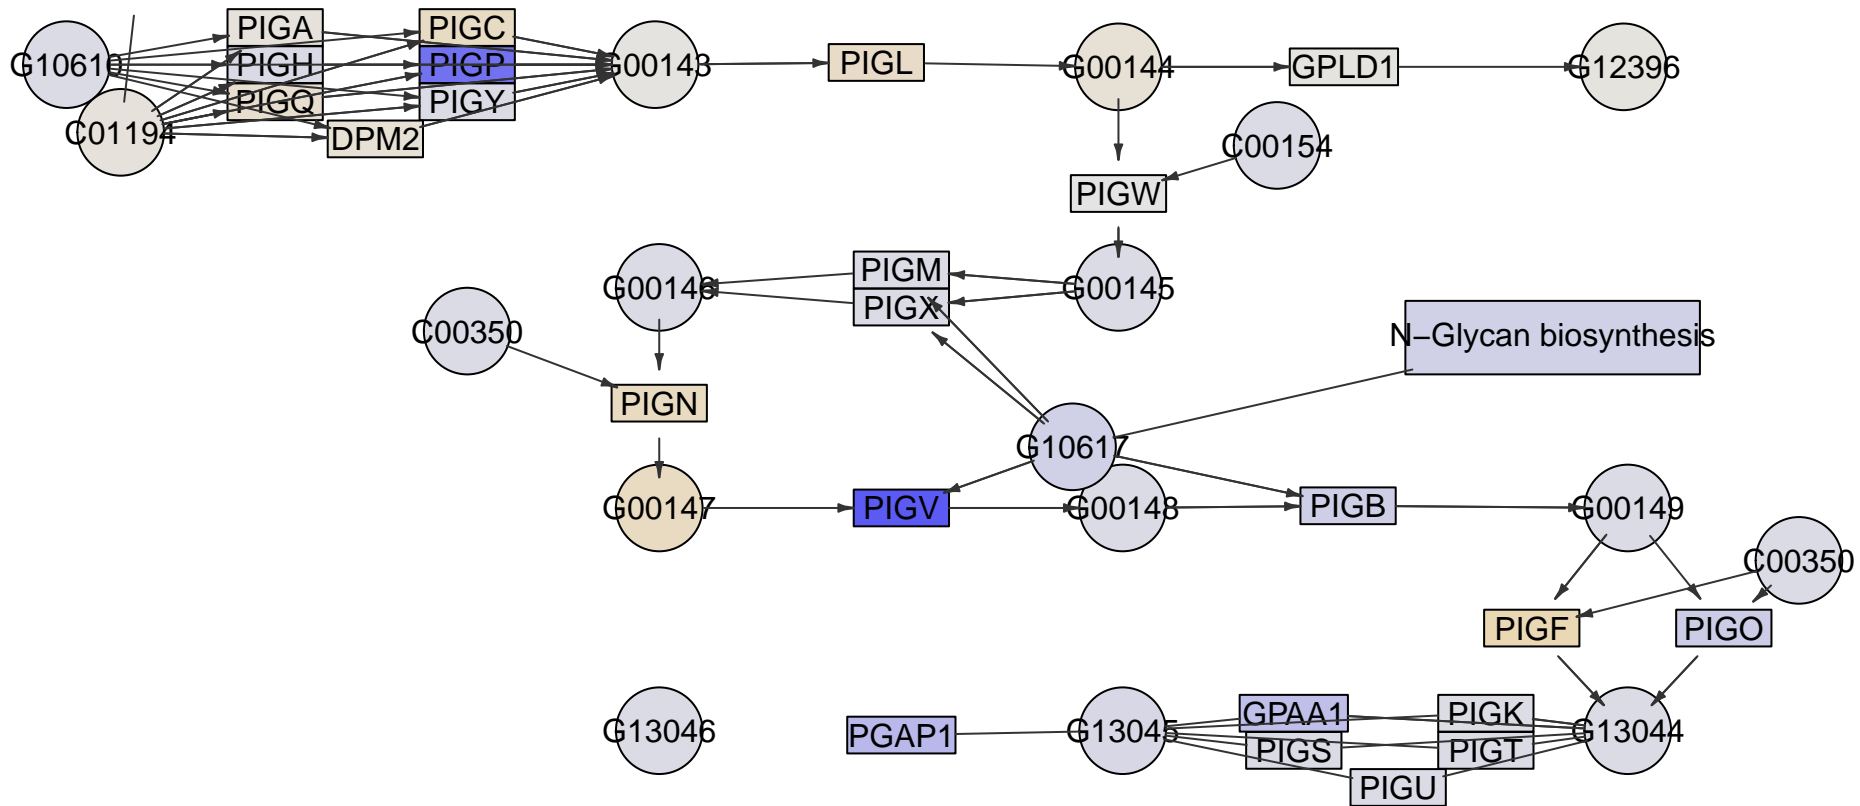 PIGA
PIGC
G10610
PIGH
PIGP
G00143
PIGL
G00144
GPLD1
G12396
PIGQ
PIGY
C01194
DPM2
C00154
PIGW
PIGM
G00146
G00145
PIGX
C00350
N−Glycan biosynthesis
PIGN
G10617
G00147
PIGV
G00148
PIGB
G00149
C00350
PIGF
PIGO
GPAA1
PIGK
G13046
PGAP1
G13045
G13044
PIGS
PIGT
PIGU